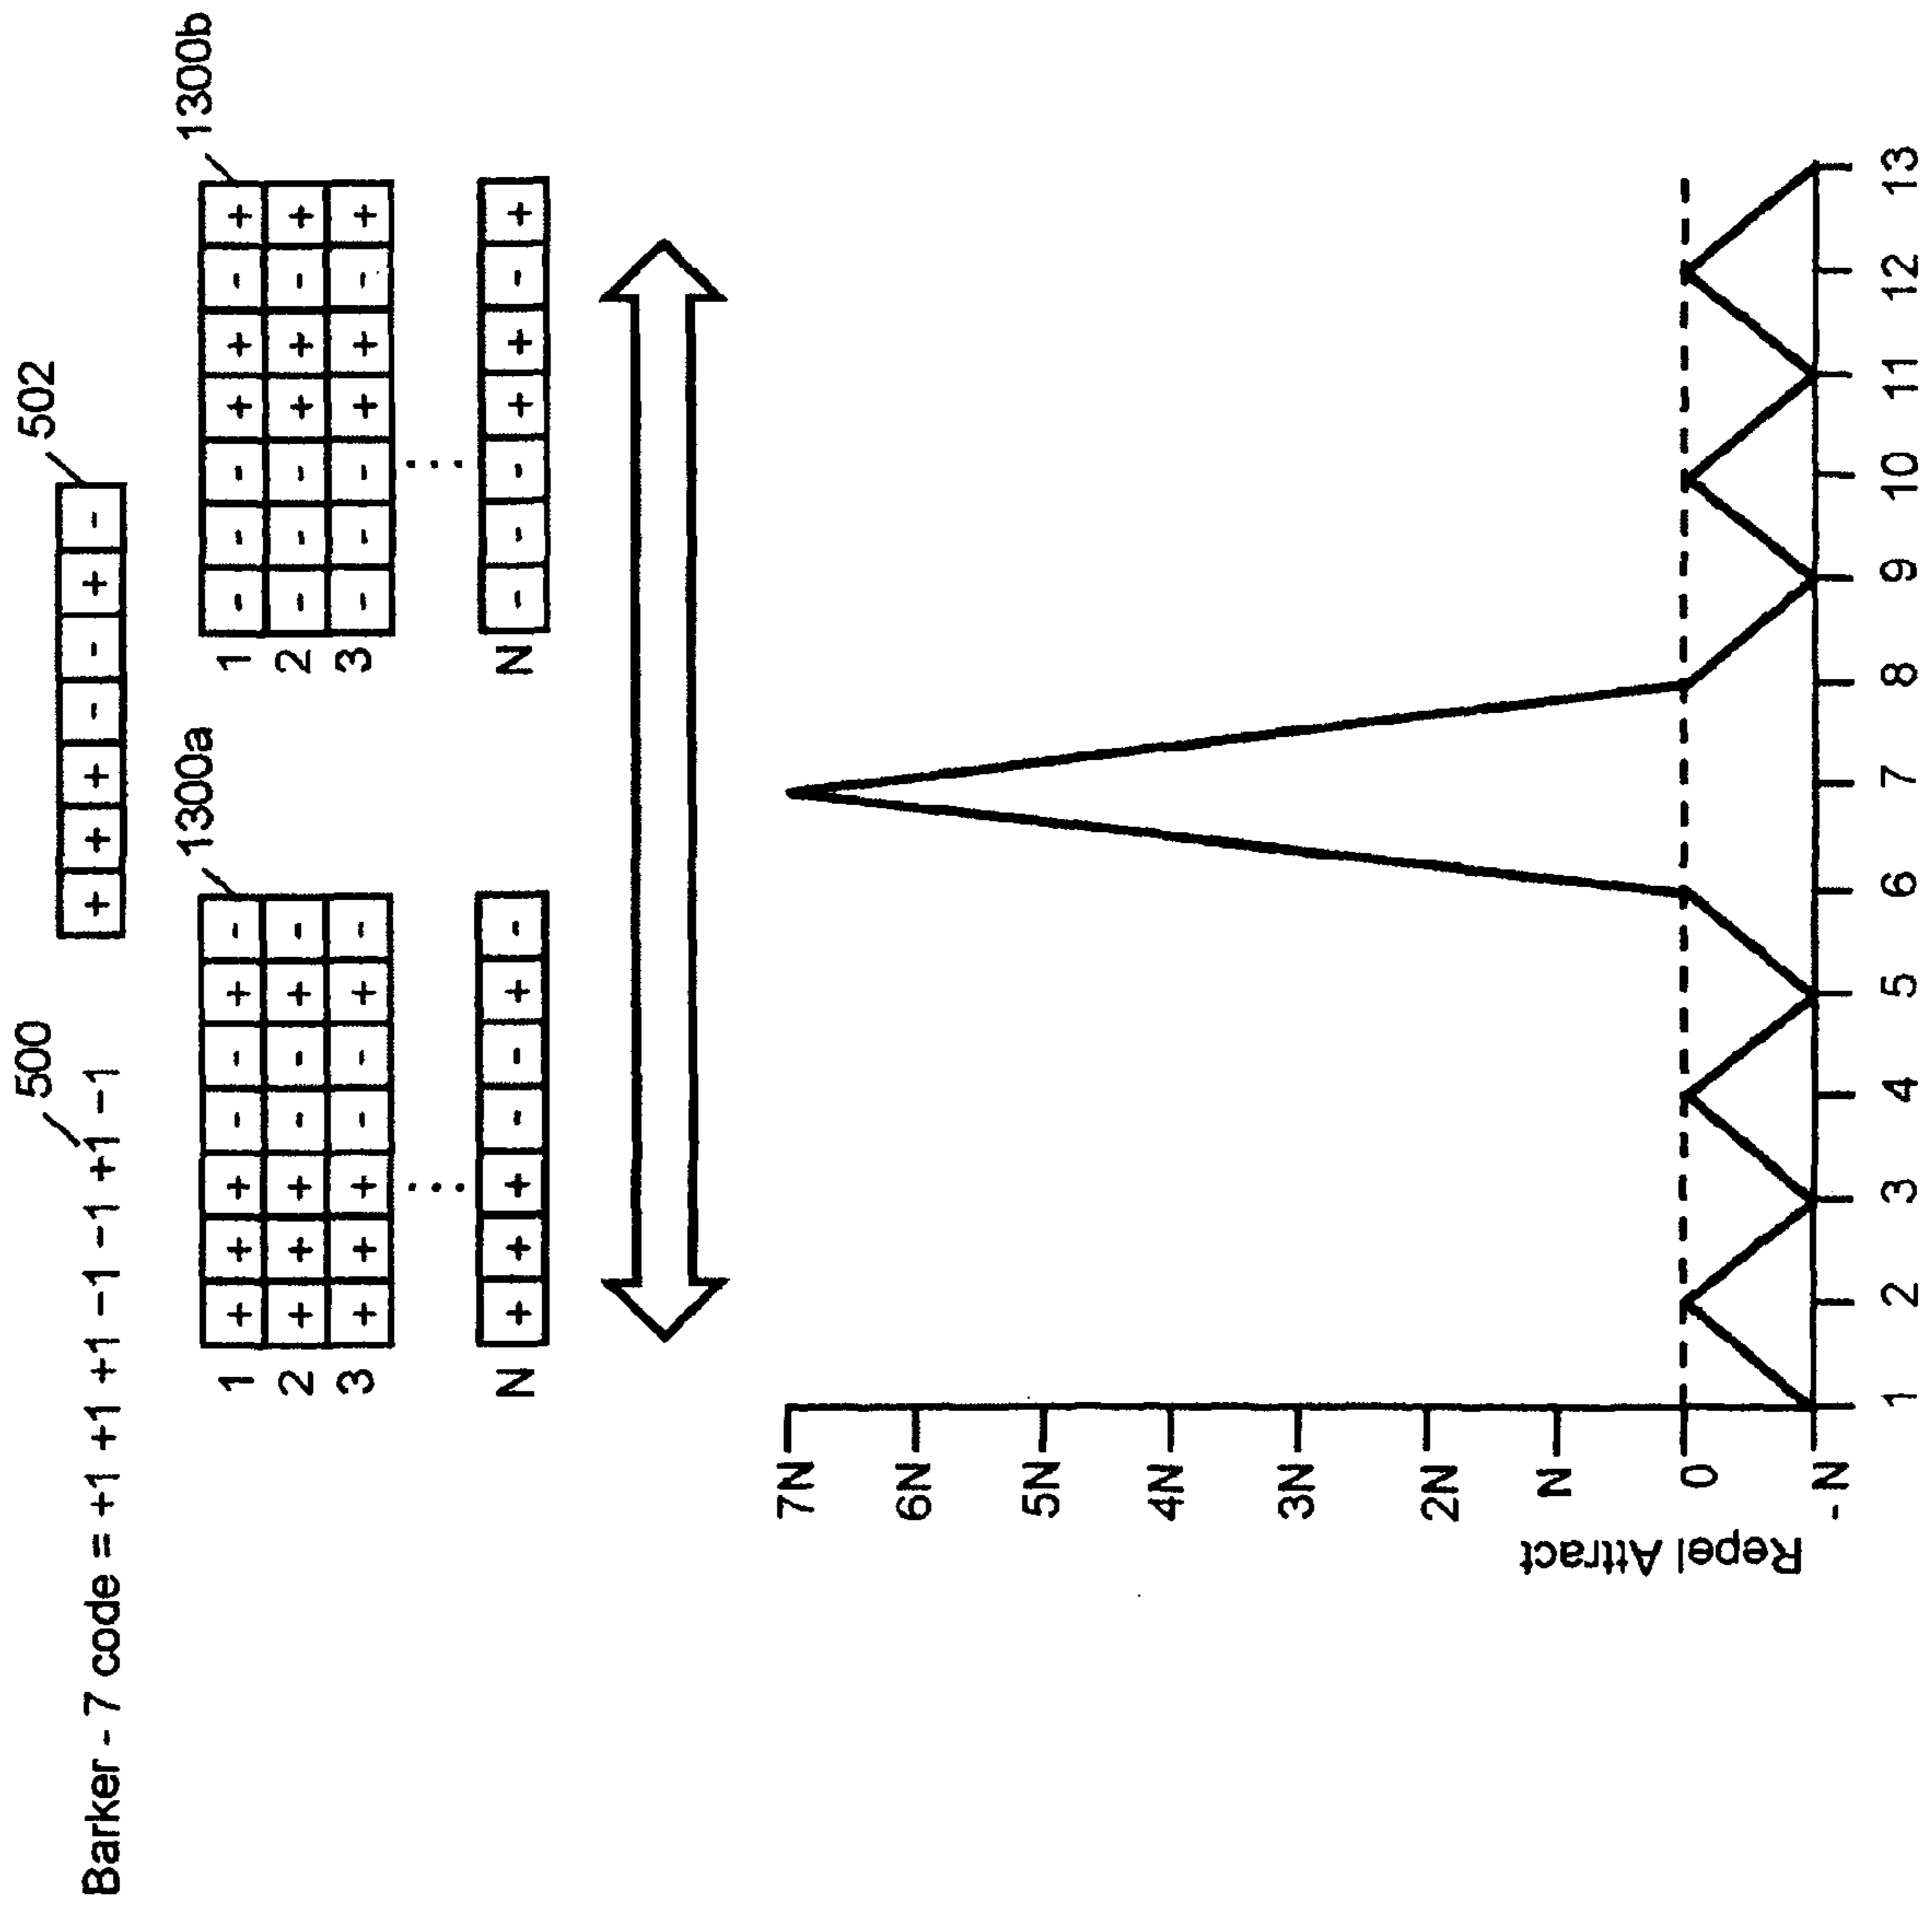 500
502
Barker - 7 code = +1 +1 +1 -1 -1 +1 -1
+ + + - - + -
1300a
1300b
1 + + + - - + -
1 - - - + + - +
2 + + + - - + -
2 - - - + + - +
3 + + + - - + -
3 - - - + + - +
N + + + - - + -
N - - - + + - +
7N
6N
5N
4N
3N
2N
N
0
-N
Repel Attract
1 2 3 4 5 6 7 8 9 10 11 12 13